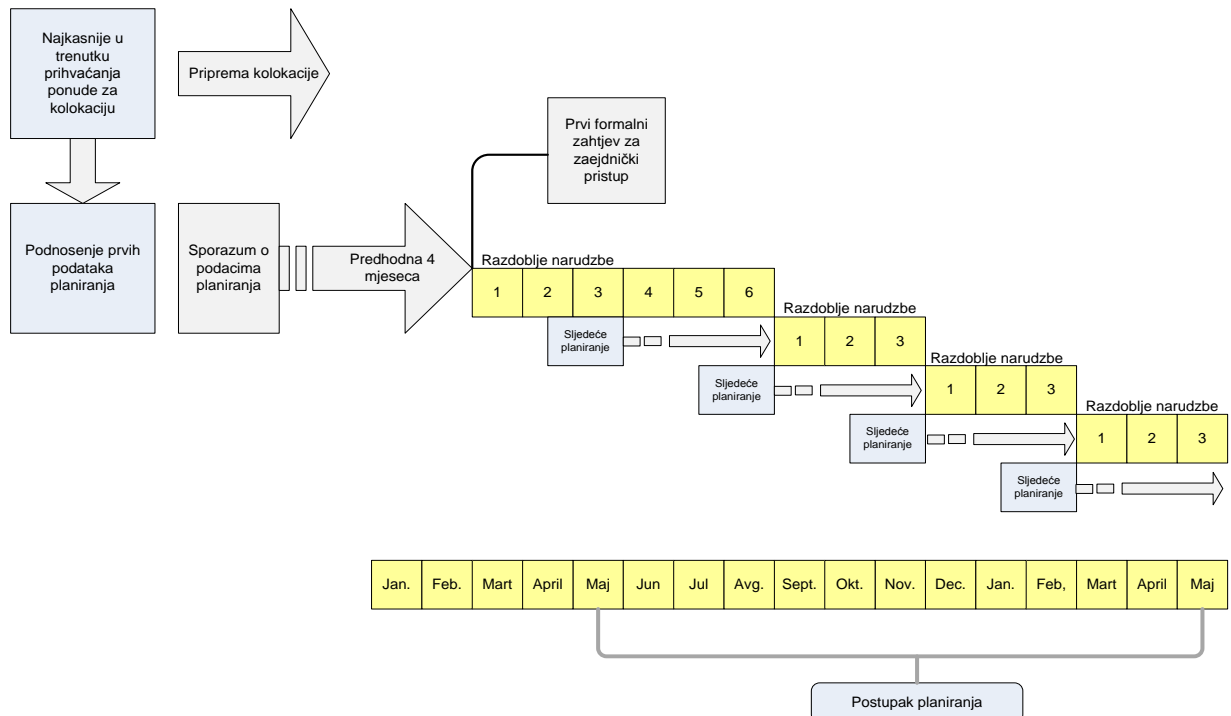 Najkasnije u
trenutku
prihvaćanja
ponude za
kolokaciju
Priprema kolokacije
Prvi formalni
zahtjev za
zaejdnički
pristup
Podnosenje prvih
podataka
planiranja
Sporazum o
podacima
planiranja
Predhodna 4
mjeseca
Razdoblje narudzbe
1 2 3 4 5 6
Razdoblje narudzbe
Sljedeće
planiranje
1 2 3
Razdoblje narudzbe
Sljedeće
planiranje
1 2 3
Razdoblje narudzbe
Sljedeće
planiranje
1 2 3
Sljedeće
planiranje
Jan. Feb. Mart April Maj Jun Jul Avg. Sept. Okt. Nov. Dec. Jan. Feb, Mart April Maj
Postupak planiranja